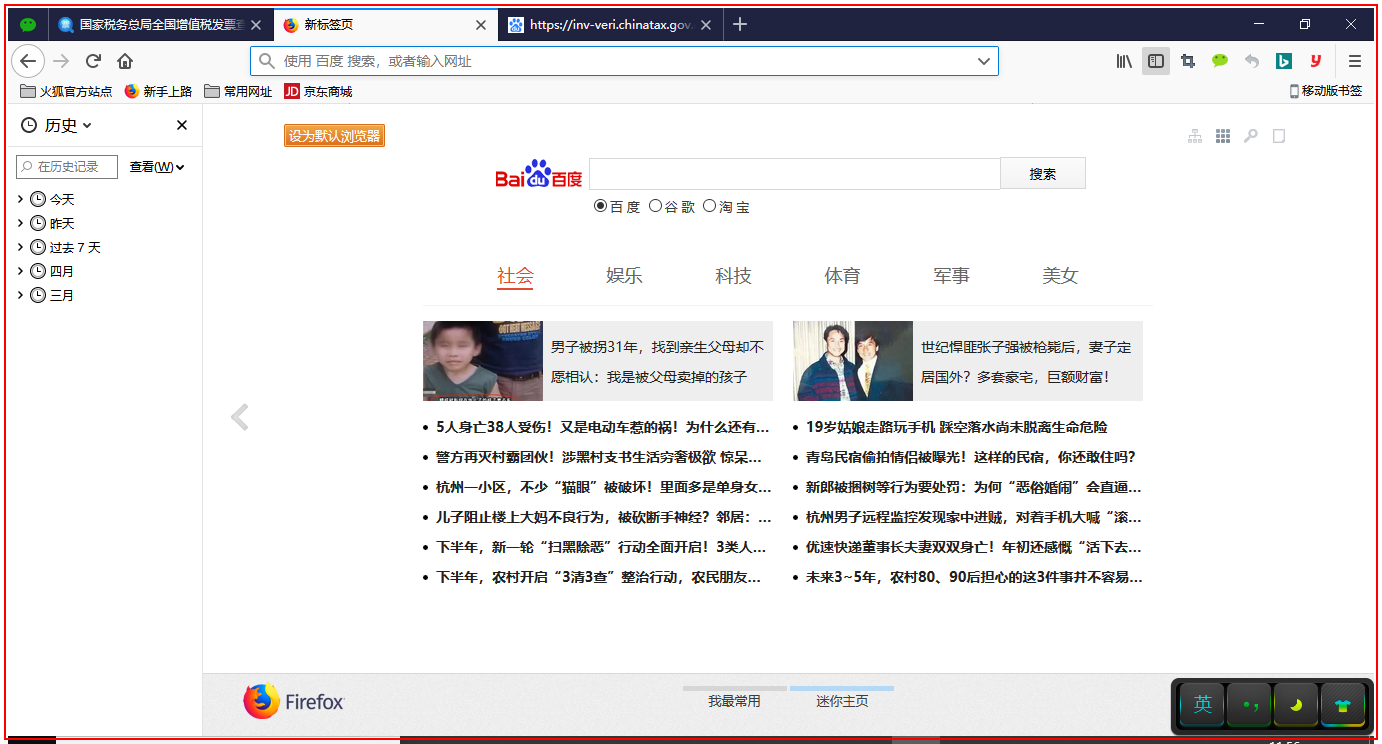 国家税务总局全国增值税发票查
新标签页
https://inv-veri.chinatax.gov.
使用 百度 搜索，或者输入网址
火狐官方站点
新手上路
常用网址
JD 京东商城
移动版书签
历史
设为默认浏览器
在历史记录
查看(W)
今天
昨天
过去 7 天
四月
三月
Bai du 百度
搜索
百 度
谷 歌
淘 宝
社会
娱乐
科技
体育
军事
美女
男子被拐31年，找到亲生父母却不
愿相认：我是被父母卖掉的孩子
世纪悍匪张子强被枪毙后，妻子定
居国外？多套豪宅，巨额财富！
5人身亡38人受伤！又是电动车惹的祸！为什么还有...
19岁姑娘走路玩手机 踩空落水尚未脱离生命危险
警方再灭村霸团伙！涉黑村支书生活穷奢极欲 惊呆...
青岛民宿偷拍情侣被曝光！这样的民宿，你还敢住吗？
杭州一小区，不少“猫眼”被破坏！里面多是单身女...
新郎被捆树等行为要处罚：为何“恶俗婚闹”会直逼...
儿子阻止楼上大妈不良行为，被砍断手神经？邻居：...
杭州男子远程监控发现家中进贼，对着手机大喊“滚...
下半年，新一轮“扫黑除恶”行动全面开启！3类人...
优速快递董事长夫妻双双身亡！年初还感慨“活下去...
下半年，农村开启“3清3查”整治行动，农民朋友...
未来3~5年，农村80、90后担心的这3件事并不容易...
Firefox
我最常用
迷你主页
英